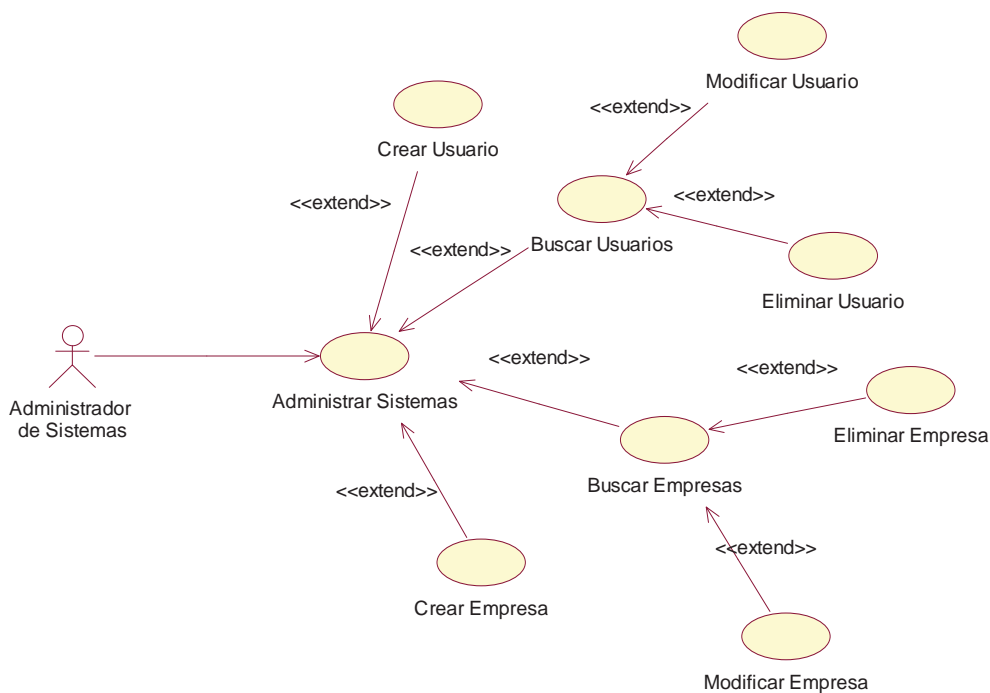 Modificar Usuario
<<extend>>
Crear Usuario
<<extend>>
<<extend>>
<<extend>>
Buscar Usuarios
Eliminar Usuario
Administrador
de Sistemas
Administrar Sistemas
<<extend>>
<<extend>>
Eliminar Empresa
Buscar Empresas
<<extend>>
<<extend>>
Crear Empresa
Modificar Empresa